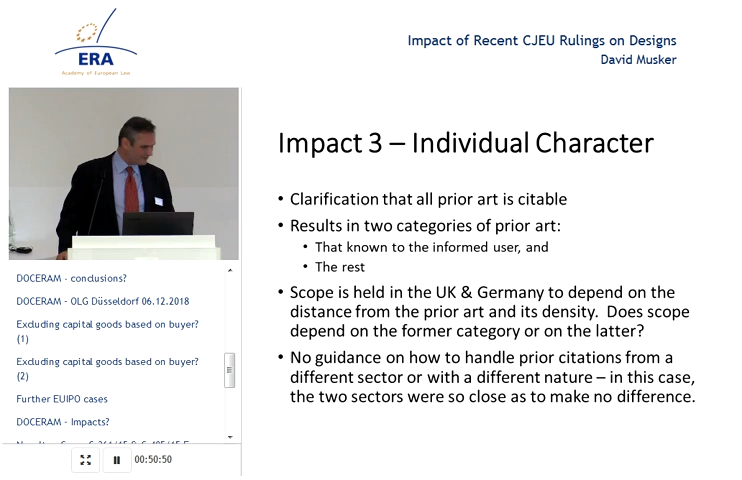 ERA
Academy of European Law
Impact of Recent CJEU Rulings on Designs
David Musker
DOCERAM - conclusions?
DOCERAM - OLG Düsseldorf 06.12.2018
Excluding capital goods based on buyer?
(1)
Excluding capital goods based on buyer?
(2)
Further EUIPO cases
DOCERAM - Impacts?
00:50:50
Impact 3 – Individual Character
• Clarification that all prior art is citable
• Results in two categories of prior art:
• That known to the informed user, and
• The rest
• Scope is held in the UK & Germany to depend on the
distance from the prior art and its density. Does scope
depend on the former category or on the latter?
• No guidance on how to handle prior citations from a
different sector or with a different nature – in this case,
the two sectors were so close as to make no difference.